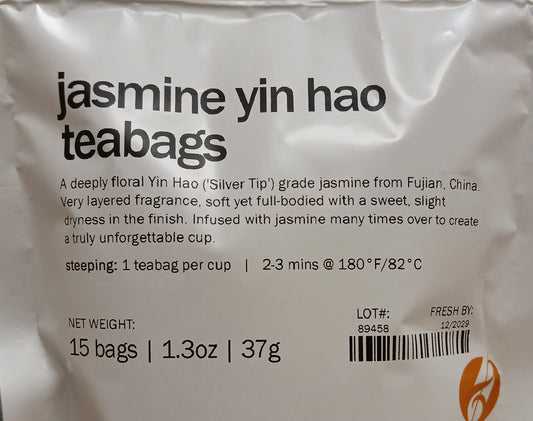 jasmine yin hao
teabags
A deeply floral Yin Hao ('Silver Tip') grade jasmine from Fujian, China.
Very layered fragrance, soft yet full-bodied with a sweet, slight
dryness in the finish. Infused with jasmine many times over to create
a truly unforgettable cup.
steeping: 1 teabag per cup | 2-3 mins @ 180°F/82°C
NET WEIGHT:
15 bags | 1.3oz | 37g
LOT#:
89458
FRESH BY:
12/2029